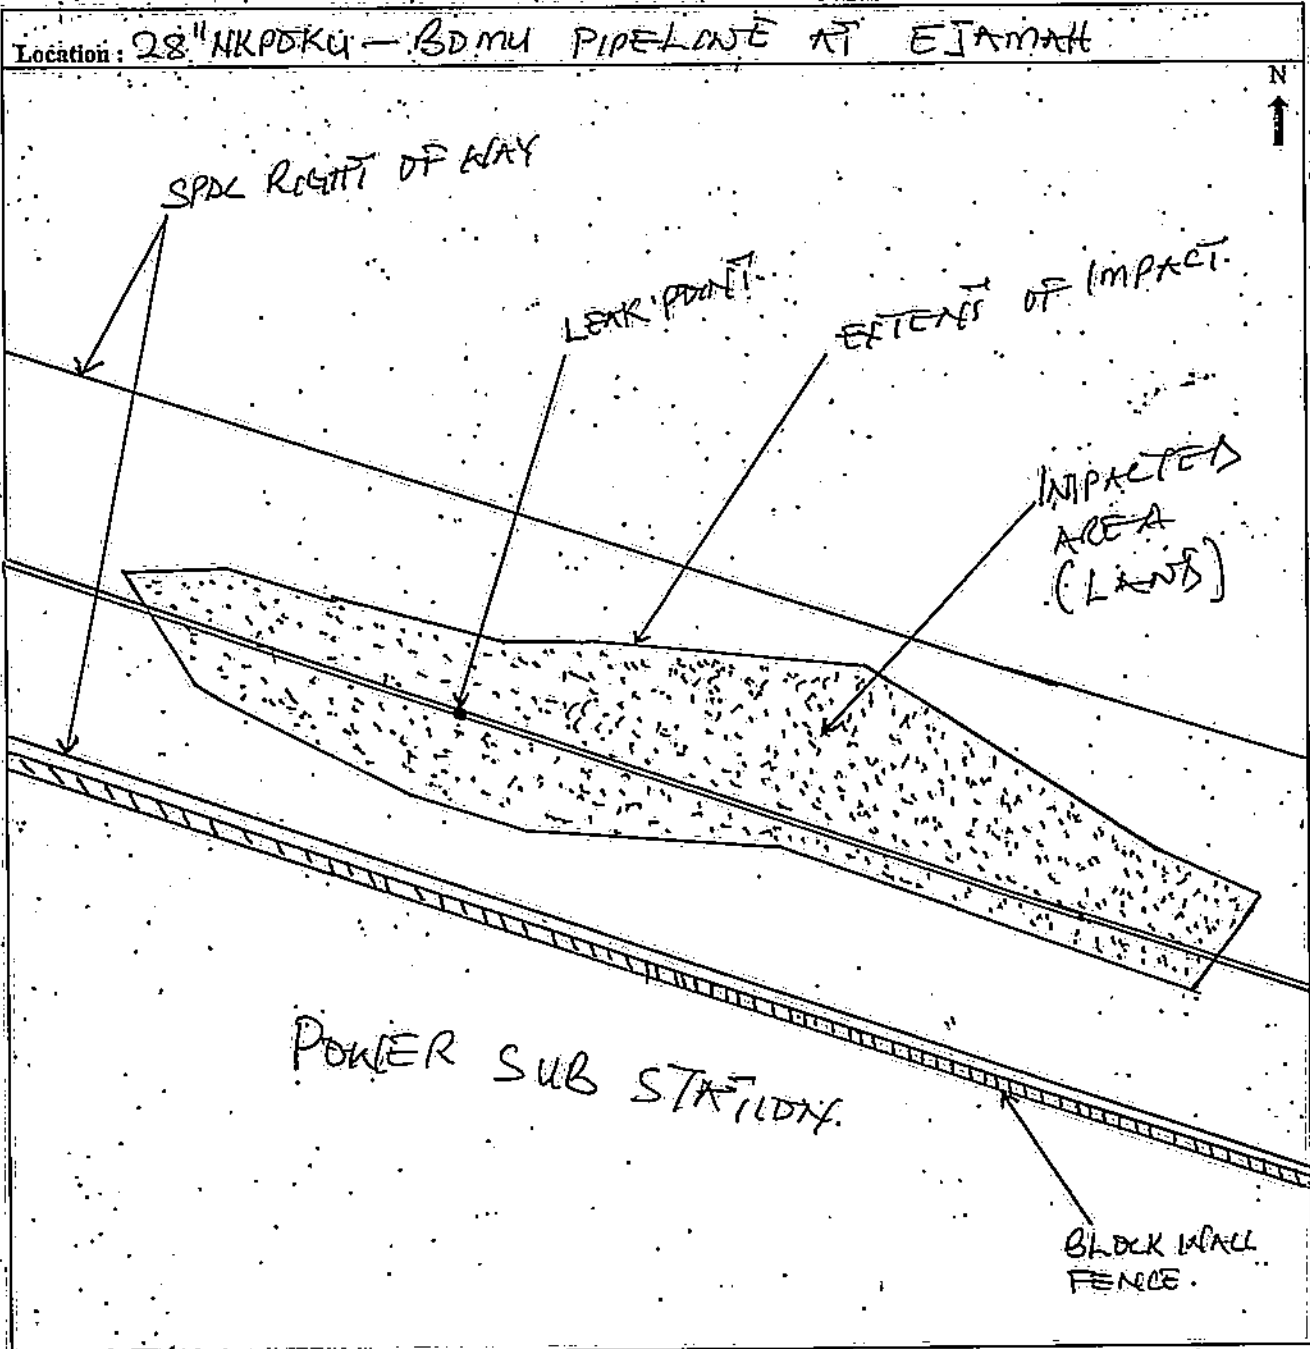 Location : 28" NKPOKU — BOMU PIPELINE AT EJAMAH
N
SPDC RIGHT OF WAY
LEAK POINT.
EXTENT OF IMPACT.
IMPACTED
AREA
(LAND)
POWER SUB STATION.
BLOCK WALL
FENCE.